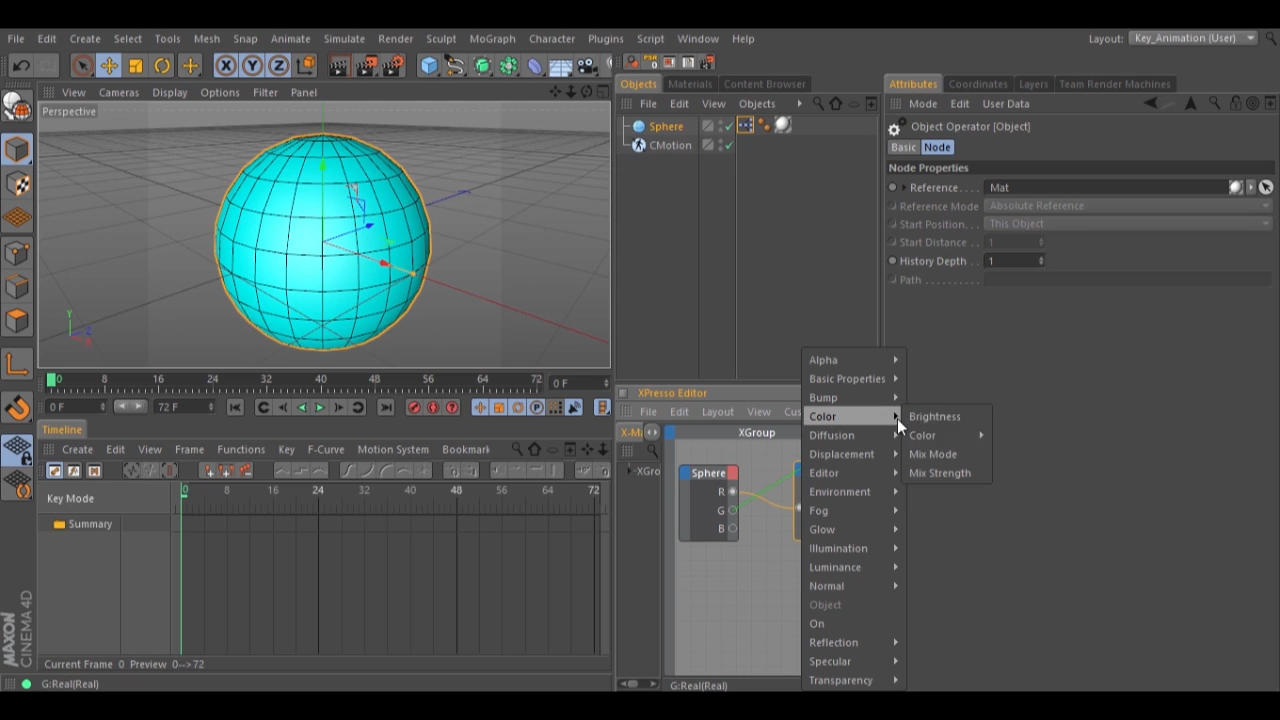 File Edit Create Select Tools Mesh Snap Animate Simulate Render Sculpt MoGraph Character Plugins Script Window Help Layout: Key_Animation (User)
X Y Z PSR
View Cameras Display Options Filter Panel
Perspective
Y Z X
0 8 16 24 32 40 48 56 64 72 0 F
0 F 72 F
Timeline
Create View Frame Functions Key F-Curve Motion System Bookmark
Key Mode
0 8 16 24 32 40 48 56 64 72
Summary
Current Frame 0 Preview 0-->72
G:Real(Real)
MAXON
CINEMA 4D
Objects Materials Content Browser
File Edit View Objects
Sphere
CMotion
XPresso Editor
File Edit Layout View Cus
X-Ma XGroup
XGro
Sphere
R
G
B
G:Real(Real)
Attributes Coordinates Layers Team Render Machines
Mode Edit User Data
Object Operator [Object]
Basic Node
Node Properties
Reference.... Mat
Reference Mode Absolute Reference
Start Position... This Object
Start Distance . 1
History Depth .. 1
Path ..........
Alpha
Basic Properties
Bump
Color
Diffusion
Displacement
Editor
Environment
Fog
Glow
Illumination
Luminance
Normal
Object
On
Reflection
Specular
Transparency
Brightness
Color
Mix Mode
Mix Strength